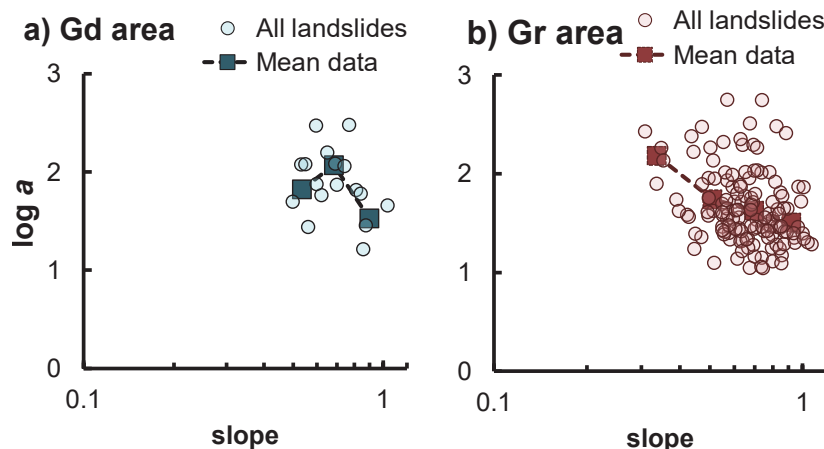 a) Gd area
All landslides
Mean data
3
2
1
0
log a
0.1
1
slope
b) Gr area
All landslides
Mean data
3
2
1
0
0.1
1
slope